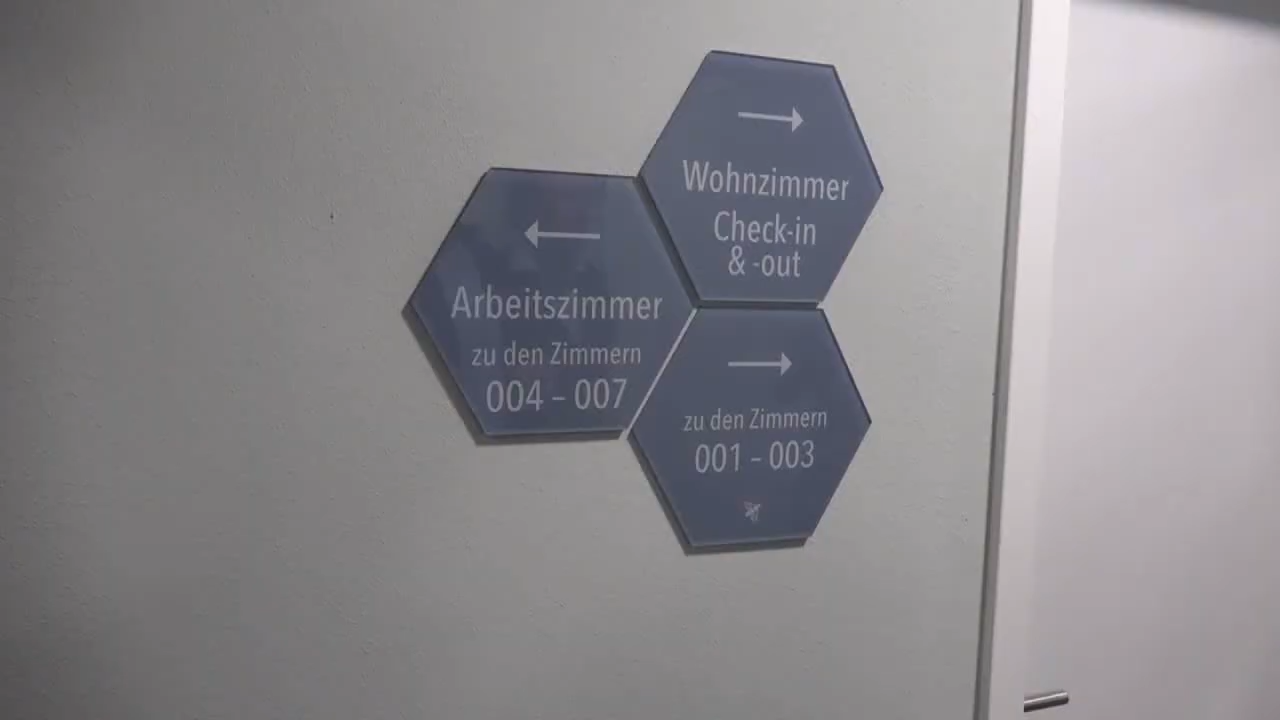 →
Wohnzimmer
Check-in
& -out
←
Arbeitszimmer
zu den Zimmern
004 – 007
→
zu den Zimmern
001 – 003